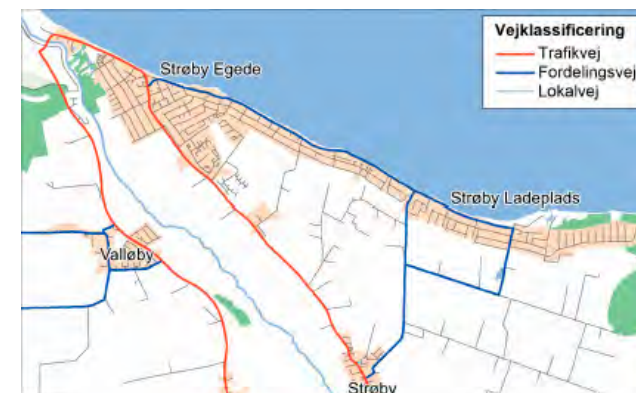 Vejklassificering
Trafikvej
Fordelingsvej
Lokalvej
Strøby Egede
Strøby Ladeplads
Valløby
Strøby